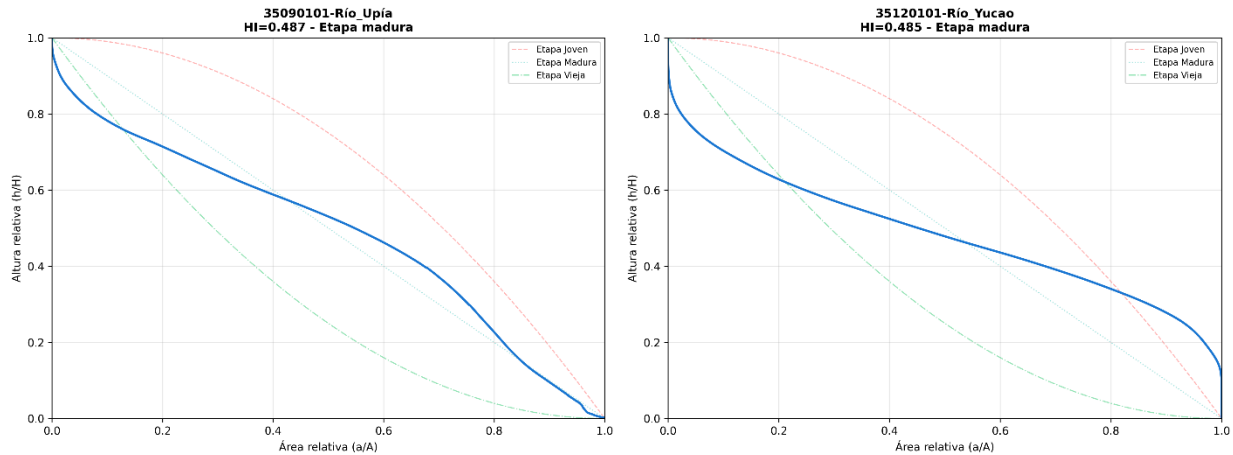 35090101-Río_Upía
HI=0.487 - Etapa madura
Etapa Joven
Etapa Madura
Etapa Vieja
1.0
0.8
0.6
0.4
0.2
0.0
Altura relativa (h/H)
0.0 0.2 0.4 0.6 0.8 1.0
Área relativa (a/A)
35120101-Río_Yucao
HI=0.485 - Etapa madura
Etapa Joven
Etapa Madura
Etapa Vieja
1.0
0.8
0.6
0.4
0.2
0.0
Altura relativa (h/H)
0.0 0.2 0.4 0.6 0.8 1.0
Área relativa (a/A)